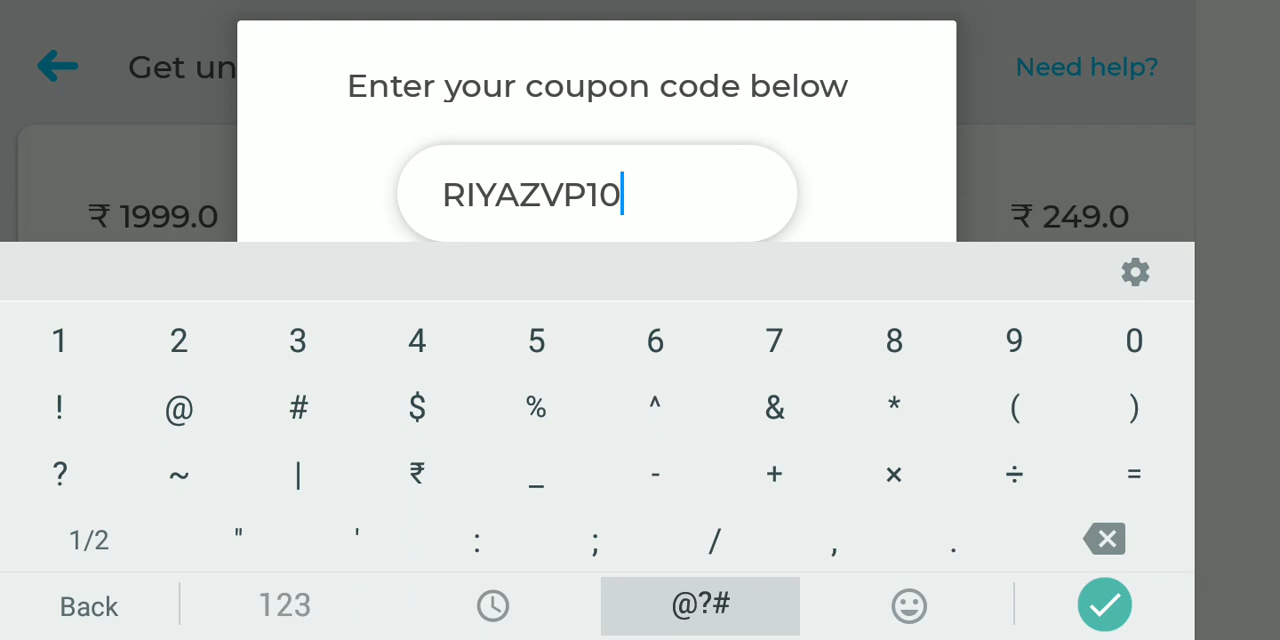 Get un
Need help?
Enter your coupon code below
RIYAZVP10
₹ 1999.0
₹ 249.0
1 2 3 4 5 6 7 8 9 0
! @ # $ % ^ & * ( )
? ~ | ₹ _ - + × ÷ =
1/2 " ' : ; / , .
Back 123 @?#